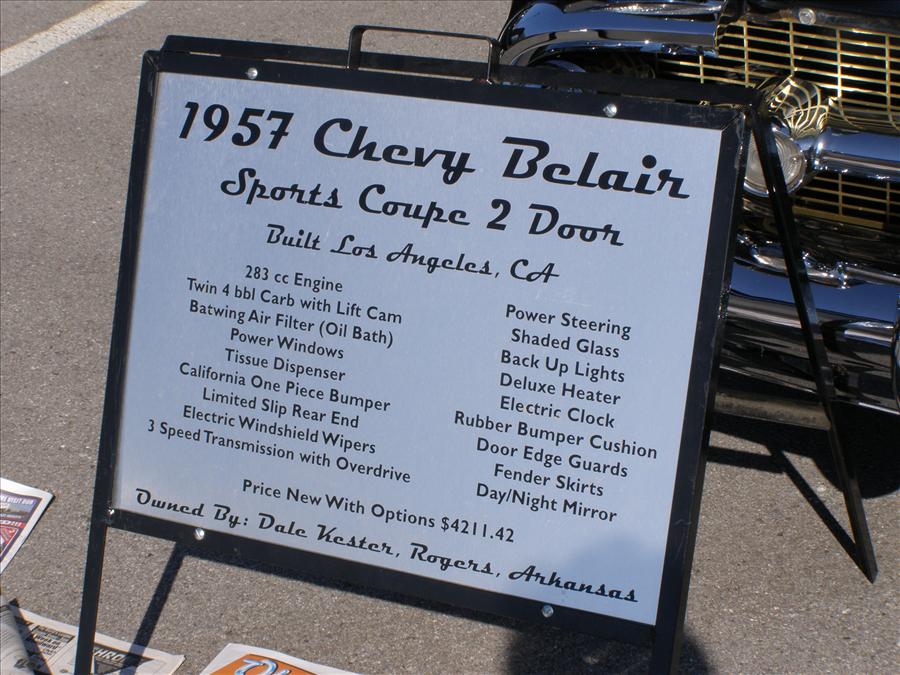 1957 Chevy Belair
Sports Coupe 2 Door
Built Los Angeles, CA
283 cc Engine
Twin 4 bbl Carb with Lift Cam
Batwing Air Filter (Oil Bath)
Power Windows
Tissue Dispenser
California One Piece Bumper
Limited Slip Rear End
Electric Windshield Wipers
3 Speed Transmission with Overdrive
Power Steering
Shaded Glass
Back Up Lights
Deluxe Heater
Electric Clock
Rubber Bumper Cushion
Door Edge Guards
Fender Skirts
Day/Night Mirror
Price New With Options $4211.42
Owned By: Dale Kester, Rogers, Arkansas